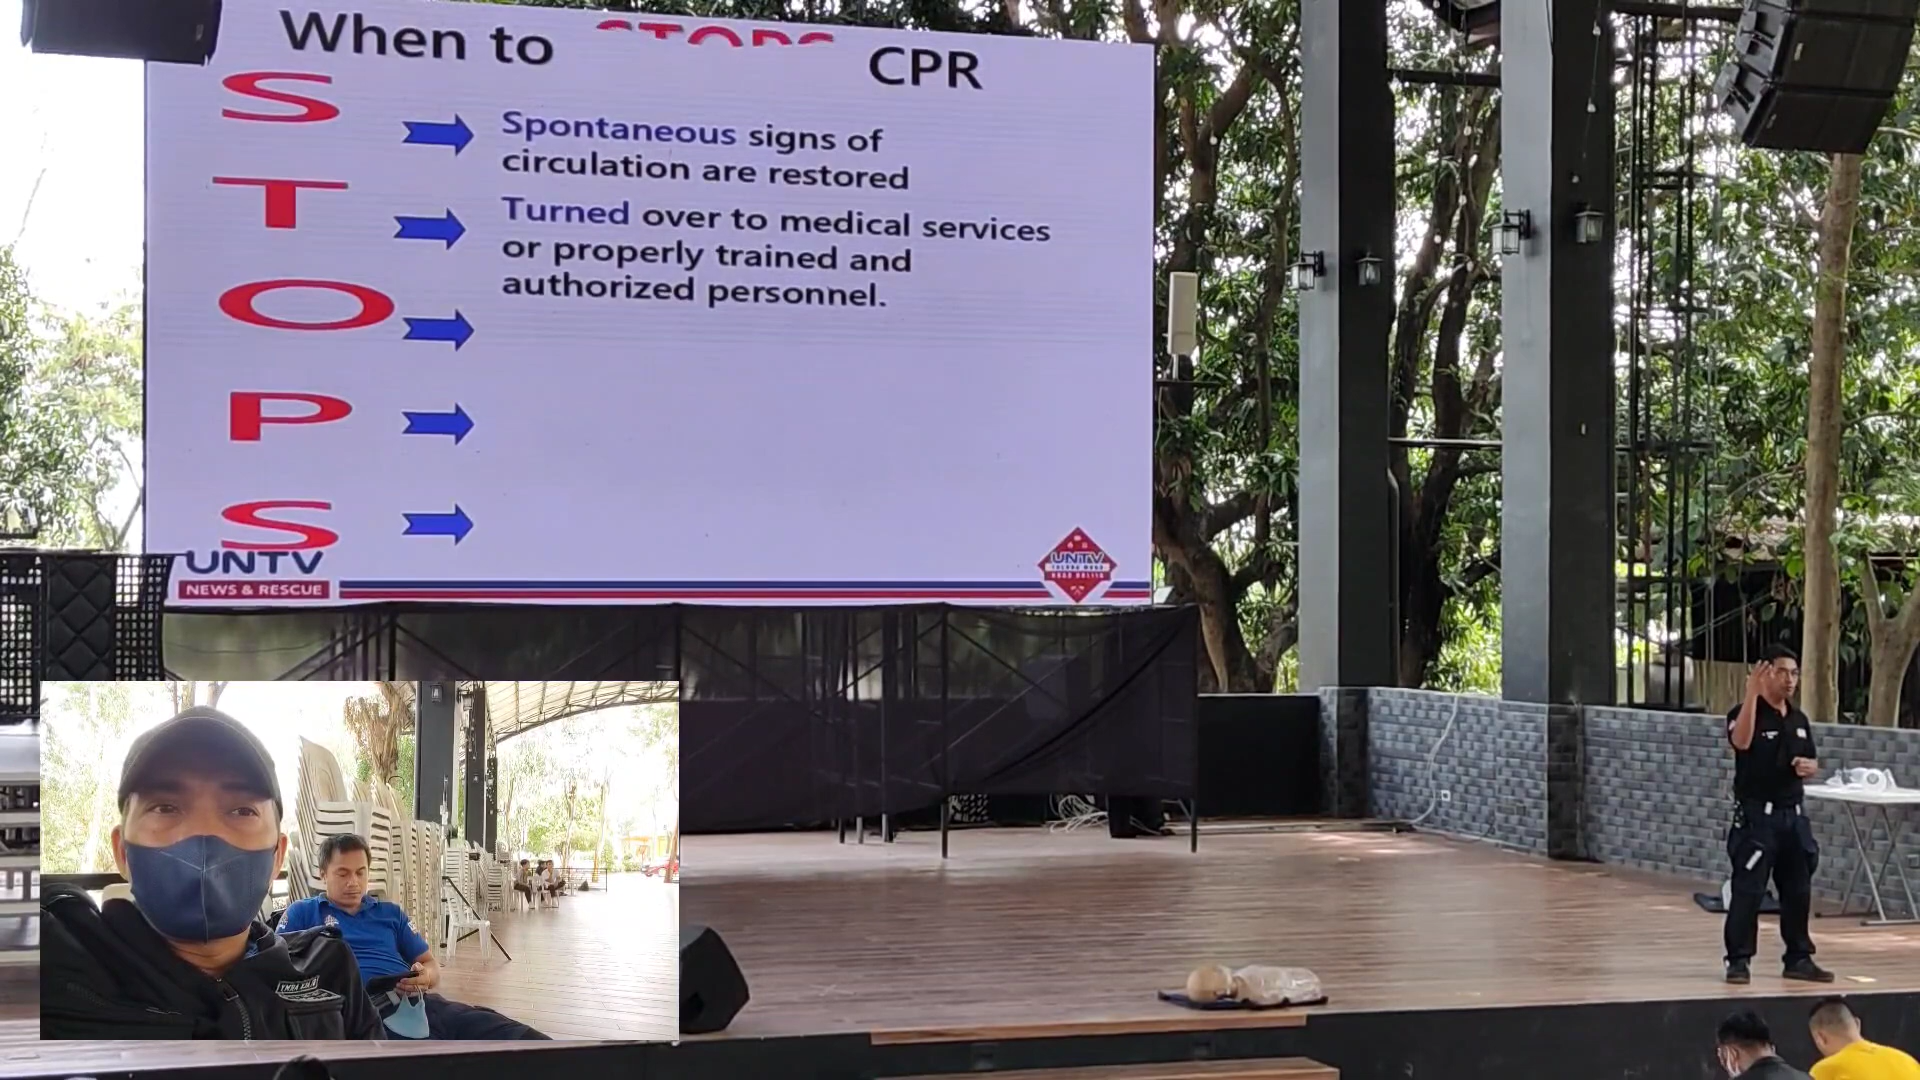 When to STOPS CPR
S
Spontaneous signs of
circulation are restored
T
Turned over to medical services
or properly trained and
authorized personnel.
O
P
S
UNTV
NEWS & RESCUE
UNTV